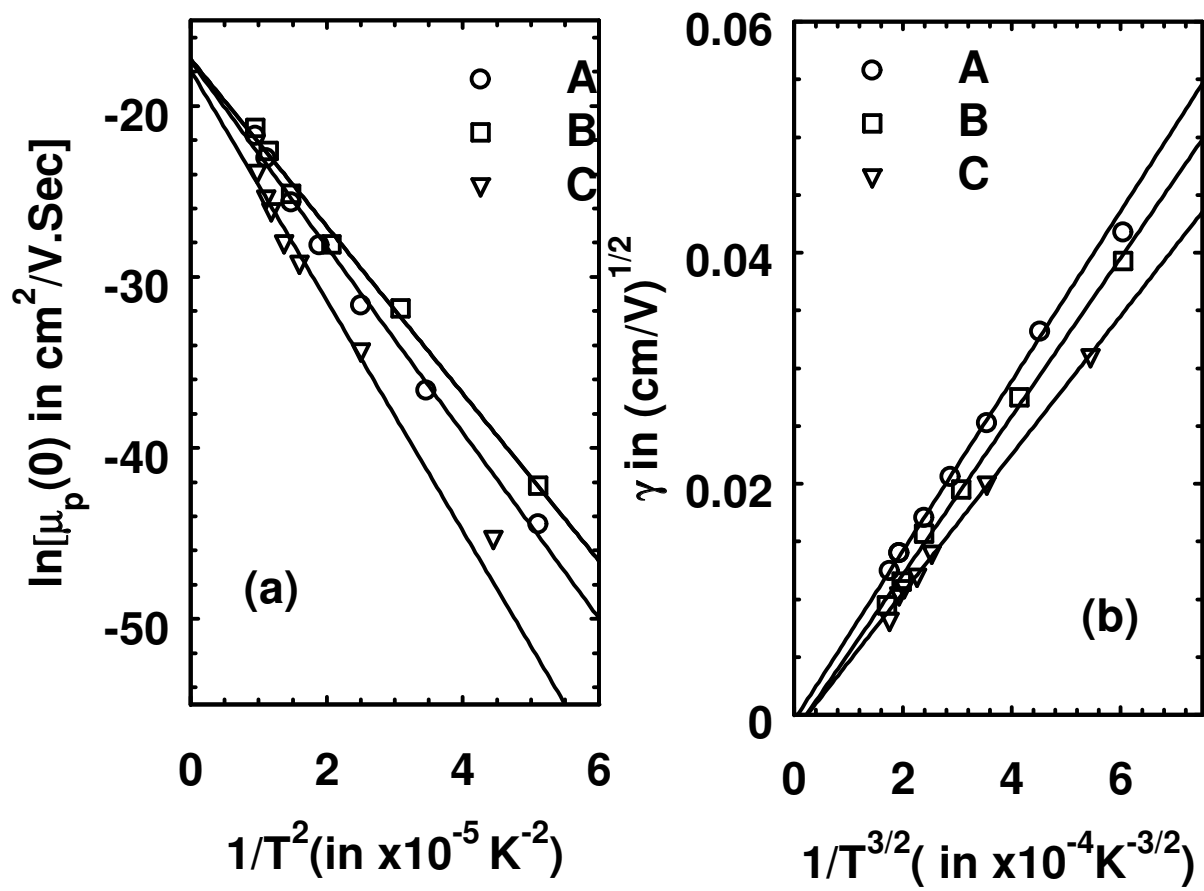 A
B
C
-20
-30
-40
-50
ln[μp(0) in cm²/V.Sec]
(a)
0 2 4 6
1/T²(in x10⁻⁵ K⁻²)
A
B
C
0.06
0.04
0.02
0
γ in (cm/V)^1/2
(b)
0 2 4 6
1/T^3/2( in x10⁻⁴K^-3/2)